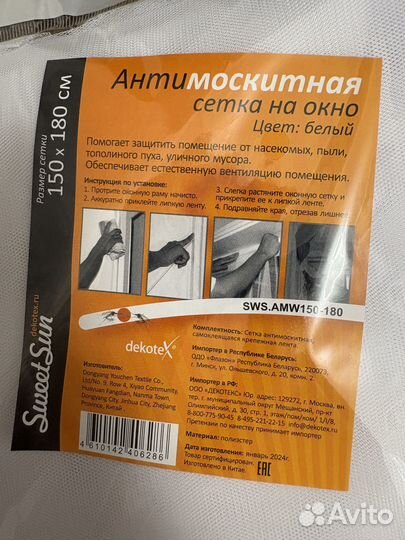 Антимоскитная
сетка на окно
Цвет: белый
Размер сетки
150 х 180 см
Помогает защитить помещение от насекомых, пыли,
тополиного пуха, уличного мусора.
Обеспечивает естественную вентиляцию помещения.
Инструкция по установке:
1. Протрите оконную раму начисто.
2. Аккуратно приклейте липкую ленту.
3. Слегка растяните оконную сетку и
прикрепите ее к липкой ленте.
4. Подравняйте края, отрезав лишнее
SWS.AMW150-180
dekotex
SweetSun
dekotex.ru
Комплектность: Сетка антимоскитная,
самоклеящаяся крепежная лента.
Импортер в Республике Беларусь:
ОДО «Флазон» Республика Беларусь, 220073,
г. Минск, ул. Ольшевского, д. 20, комн. 2.
Импортер в РФ:
ООО «ДЕКОТЕКС» Юр. адрес: 129272, г. Москва, вн.
тер. г. муниципальный округ Мещанский, пр-кт
Олимпийский, д. 30, стр. 1, этаж/пом/ком
8-800-775-90-45 8-495-221-22-15 info@dekotex.ru
Претензии по качеству принимает импортер
Материал: полиэстер
Дата изготовления: январь 2024г.
Товар сертифицирован.
Изготовлено в Китае.
EAC
Изготовитель:
Dongyang Youchen Textile Co.,
Ltd/No. 9, Row 4, Xiyao Community,
Huayuan Fangdian, Nanma Town,
Dongyang City, Jinhua City, Zhejiang
Province, Китай
4 610142 406286
Avito